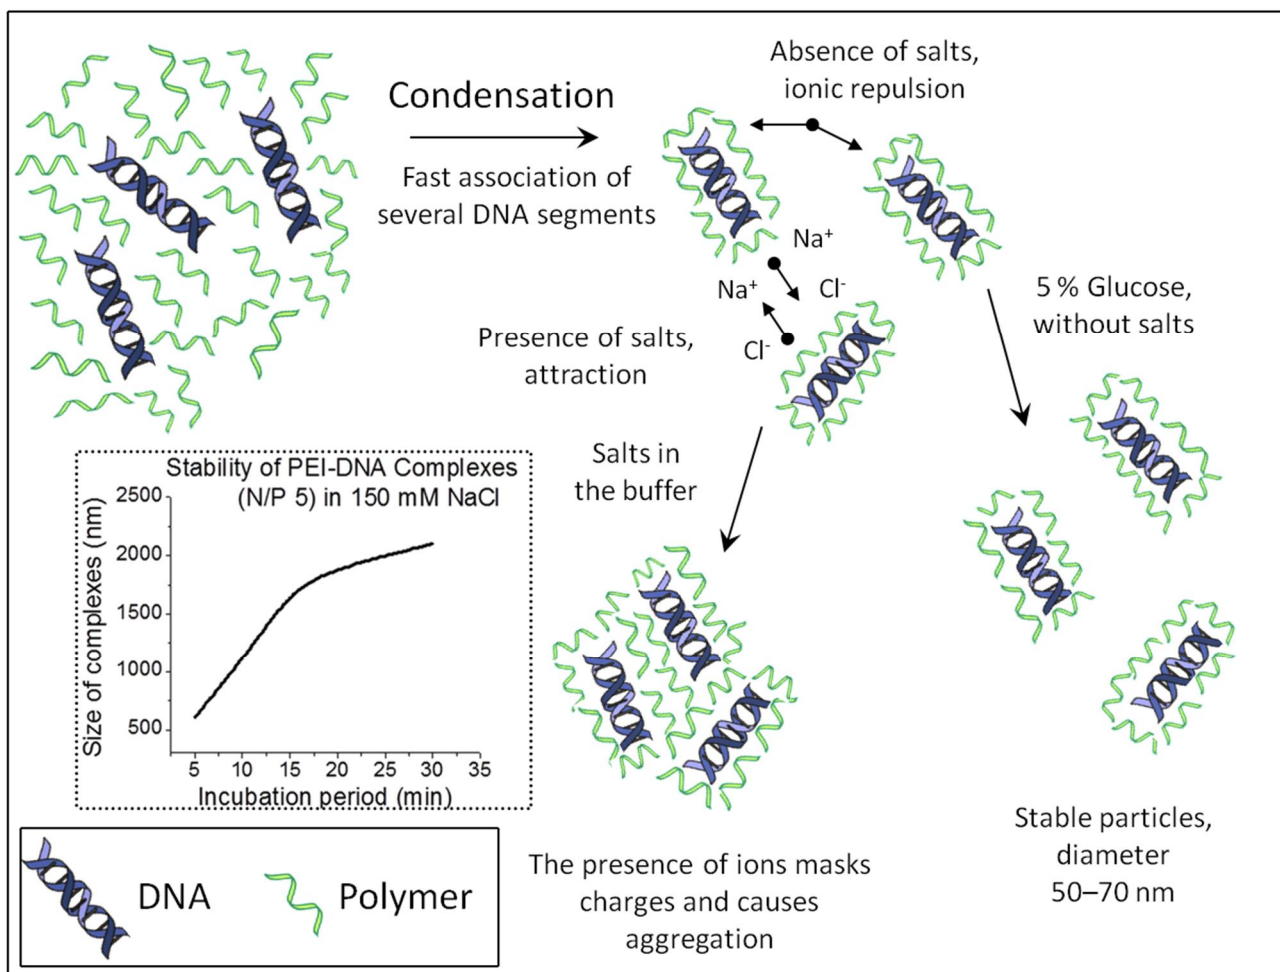 Condensation
Fast association of
several DNA segments
Absence of salts,
ionic repulsion
Na⁺
Na⁺
Cl⁻
Cl⁻
Presence of salts,
attraction
5 % Glucose,
without salts
Salts in
the buffer
Stability of PEI-DNA Complexes
(N/P 5) in 150 mM NaCl
Size of complexes (nm)
2500
2000
1500
1000
500
5 10 15 20 25 30 35
Incubation period (min)
DNA
Polymer
The presence of ions masks
charges and causes
aggregation
Stable particles,
diameter
50–70 nm